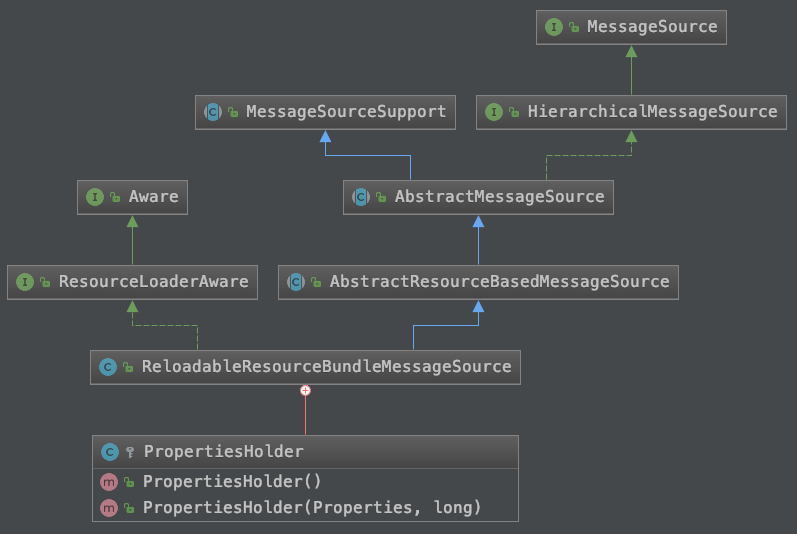 I MessageSource
C MessageSourceSupport
I HierarchicalMessageSource
I Aware
C AbstractMessageSource
I ResourceLoaderAware
C AbstractResourceBasedMessageSource
C ReloadableResourceBundleMessageSource
C PropertiesHolder
m PropertiesHolder()
m PropertiesHolder(Properties, long)